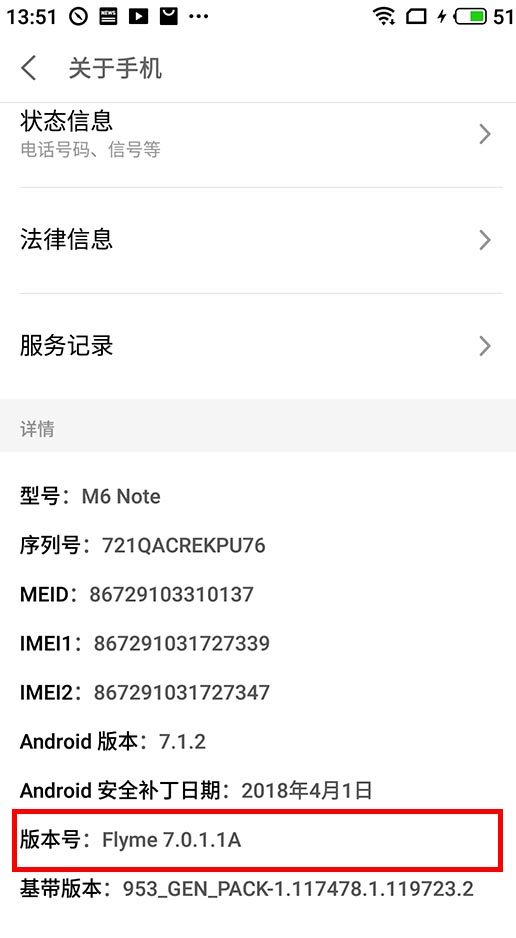 13:51 NEWS 51
关于手机
状态信息
电话号码、信号等
法律信息
服务记录
详情
型号：M6 Note
序列号：721QACREKPU76
MEID：86729103310137
IMEI1：867291031727339
IMEI2：867291031727347
Android 版本：7.1.2
Android 安全补丁日期：2018年4月1日
版本号：Flyme 7.0.1.1A
基带版本：953_GEN_PACK-1.117478.1.119723.2